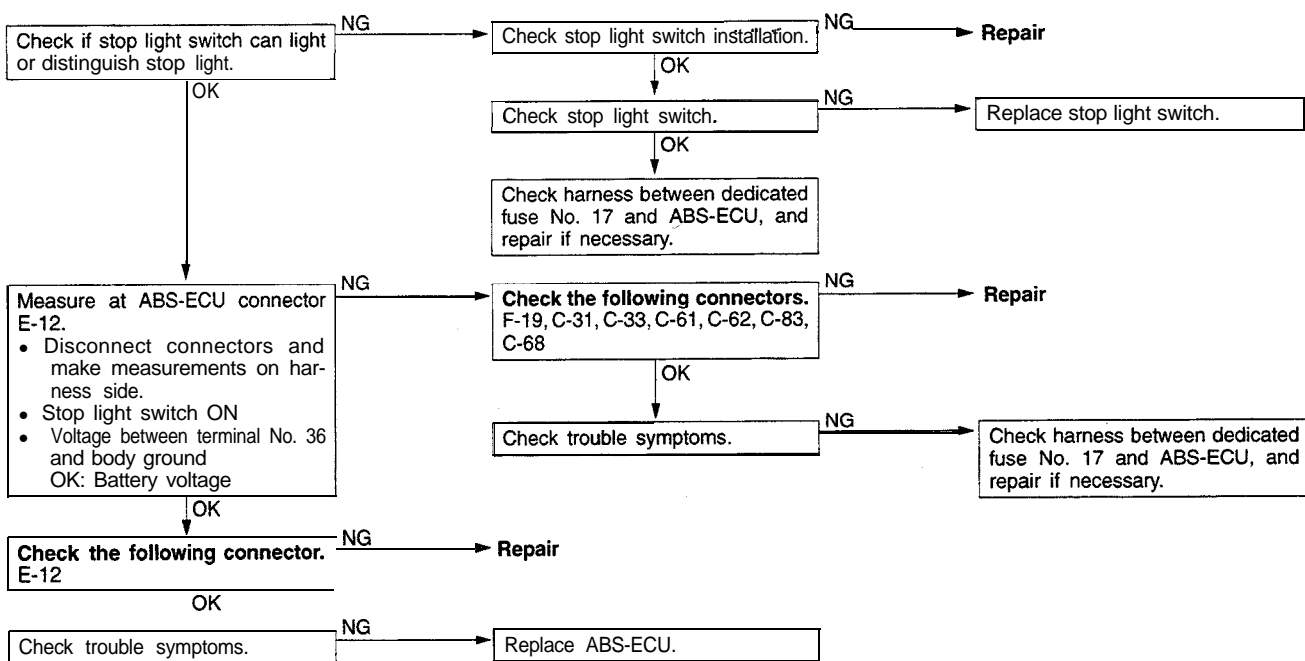 Check if stop light switch can light
or distinguish stop light.
NG
OK
Check stop light switch installation.
NG
Repair
OK
Check stop light switch.
NG
Replace stop light switch.
OK
Check harness between dedicated
fuse No. 17 and ABS-ECU, and
repair if necessary.
Measure at ABS-ECU connector
E-12.
• Disconnect connectors and
make measurements on har-
ness side.
• Stop light switch ON
• Voltage between terminal No. 36
and body ground
OK: Battery voltage
NG
OK
Check the following connectors.
F-19, C-31, C-33, C-61, C-62, C-83,
C-68
NG
Repair
OK
Check trouble symptoms.
NG
Check harness between dedicated
fuse No. 17 and ABS-ECU, and
repair if necessary.
Check the following connector.
E-12
NG
Repair
OK
Check trouble symptoms.
NG
Replace ABS-ECU.